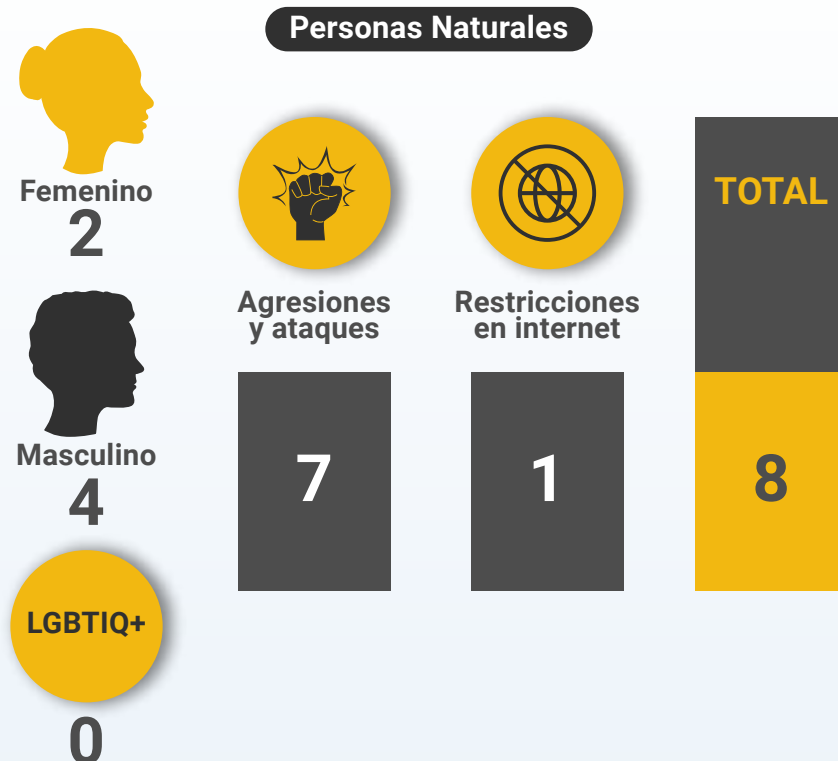 Personas Naturales
Femenino
2
Masculino
4
LGBTIQ+
0
Agresiones
y ataques
7
Restricciones
en internet
1
TOTAL
8